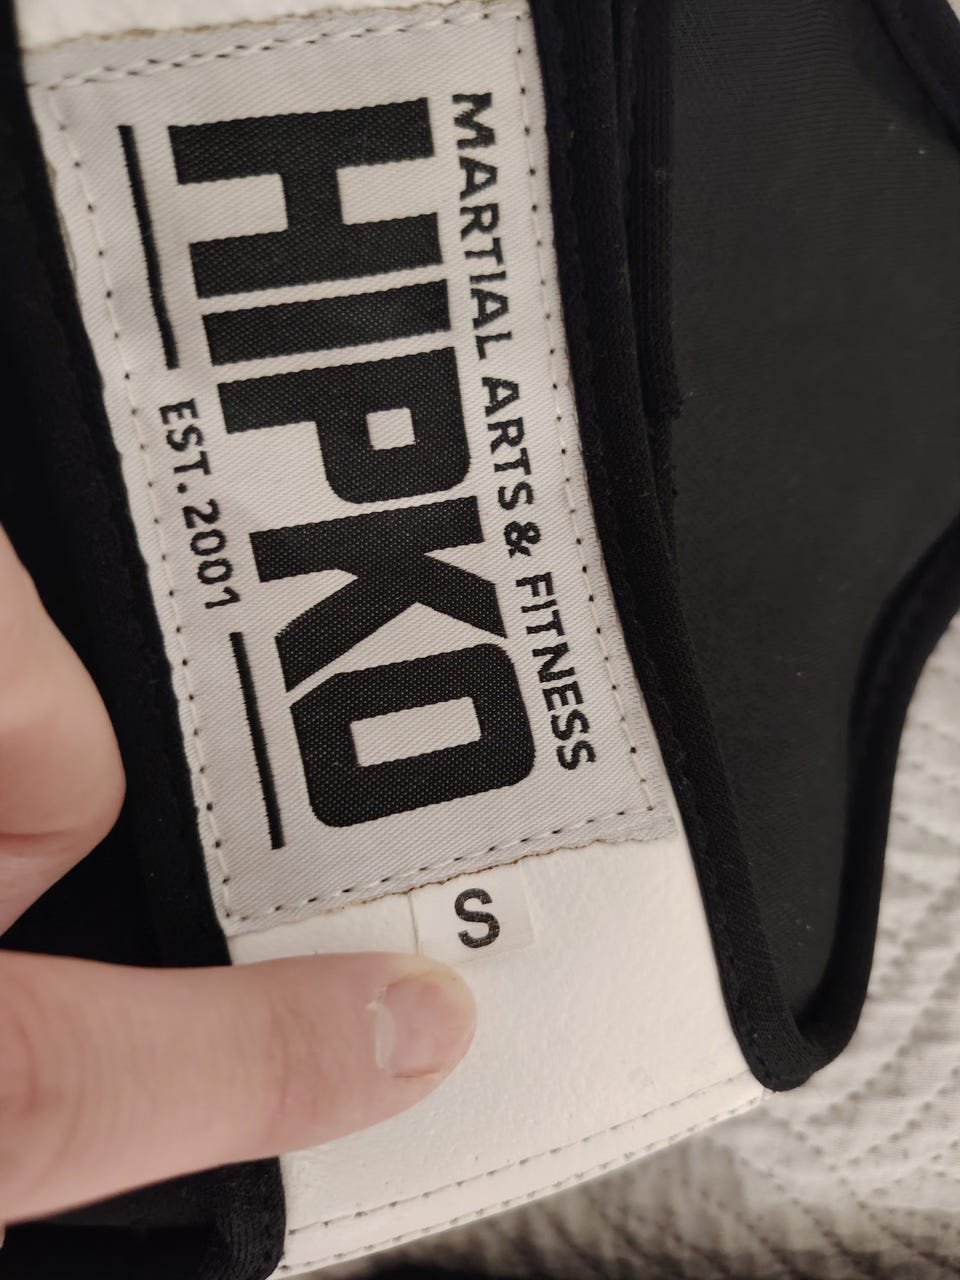 MARTIAL ARTS & FITNESS
HIPKO
EST. 2001
S